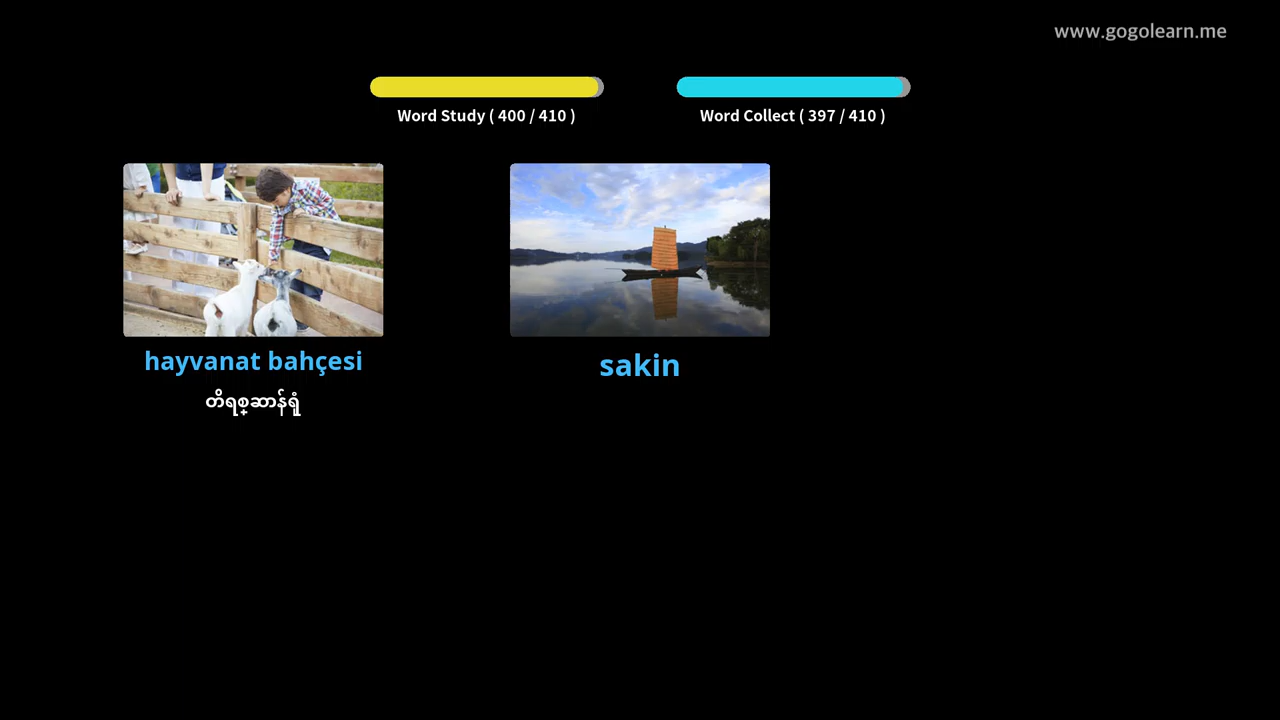 www.gogolearn.me
Word Study ( 400 / 410 )
Word Collect ( 397 / 410 )
hayvanat bahçesi
တိရစ္ဆာန်ရုံ
sakin